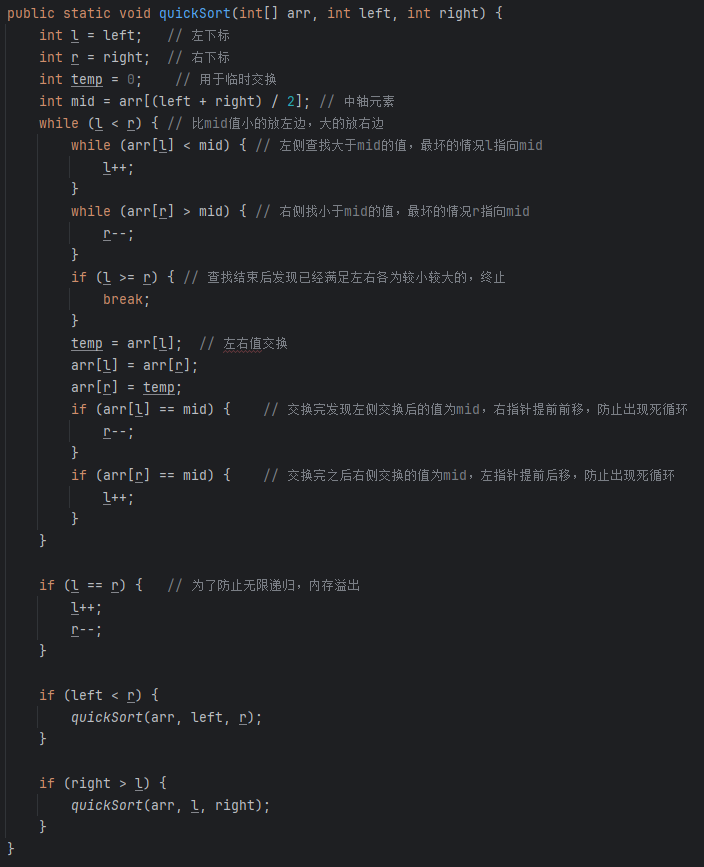 public static void quickSort(int[] arr, int left, int right) {
    int l = left;   // 左下标
    int r = right;  // 右下标
    int temp = 0;    // 用于临时交换
    int mid = arr[(left + right) / 2]; // 中轴元素
    while (l < r) { // 比mid值小的放左边，大的放右边
        while (arr[l] < mid) { // 左侧查找大于mid的值，最坏的情况l指向mid
            l++;
        }
        while (arr[r] > mid) { // 右侧找小于mid的值，最坏的情况r指向mid
            r--;
        }
        if (l >= r) { // 查找结束后发现已经满足左右各为较小较大的，终止
            break;
        }
        temp = arr[l];  // 左右值交换
        arr[l] = arr[r];
        arr[r] = temp;
        if (arr[l] == mid) {    // 交换完发现左侧交换后的值为mid，右指针提前前移，防止出现死循环
            r--;
        }
        if (arr[r] == mid) {    // 交换完之后右侧交换的值为mid，左指针提前后移，防止出现死循环
            l++;
        }
    }

    if (l == r) {   // 为了防止无限递归，内存溢出
        l++;
        r--;
    }

    if (left < r) {
        quickSort(arr, left, r);
    }

    if (right > l) {
        quickSort(arr, l, right);
    }
}